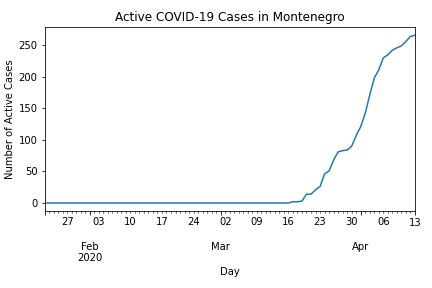 Active COVID-19 Cases in Montenegro
Number of Active Cases
250
200
150
100
50
0
27 03 10 17 24 02 09 16 23 30 06 13
Feb Mar Apr
2020
Day